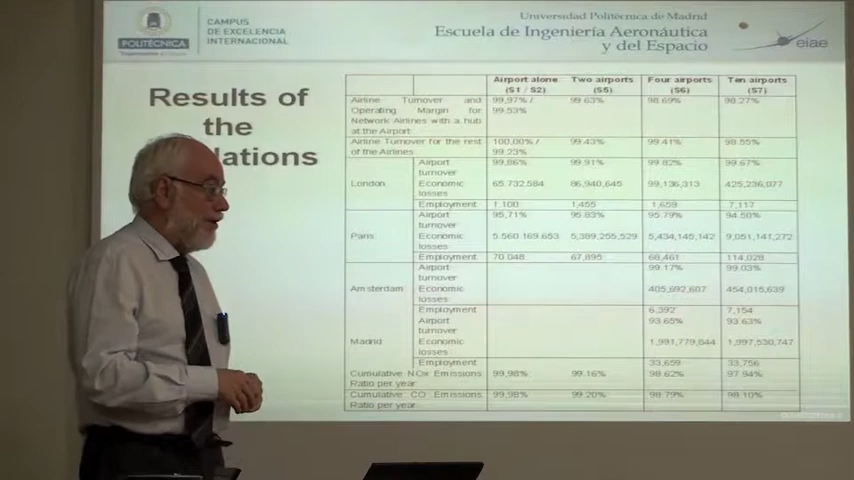 POLITÉCNICA
CAMPUS
DE EXCELENCIA
INTERNACIONAL
Universidad Politécnica de Madrid
Escuela de Ingeniería Aeronáutica
y del Espacio
eiae
Results of
the
lations
Airport alone (S1 / S2) Two airports (S5) Four airports (S6) Ten airports (S7)
Airline Turnover and 99,97% / 99.63% 98.69% 98.27%
Operating Margin for 99.53%
Network Airlines with a hub
at the Airport
Airline Turnover for the rest 100.00% / 99.43% 99.41% 98.55%
of the Airlines 99.23%
Airport turnover 99,86% 99,91% 99,82% 99,67%
London Economic losses 65.732,584 86,940,645 99,136,313 425,236,077
Employment 1.100 1,455 1,659 7,117
Airport turnover 95,71% 95.83% 95.79% 94.50%
Paris Economic losses 5.560.169.653 5,389,255,529 5,434,145,142 9,051,141,272
Employment 70.048 67,895 68,461 114,028
Airport turnover 99.17% 99.03%
Amsterdam Economic losses 405,692,607 454,015,639
Employment 6,392 7,154
Airport turnover 93.65% 93.63%
Madrid Economic losses 1,991,779,644 1,997,530,747
Employment 33,659 33,756
Cumulative NOx Emissions 99,98% 99.16% 98.62% 97.94%
Ratio per year
Cumulative CO Emissions 99,98% 99.20% 98.79% 98.10%
Ratio per year